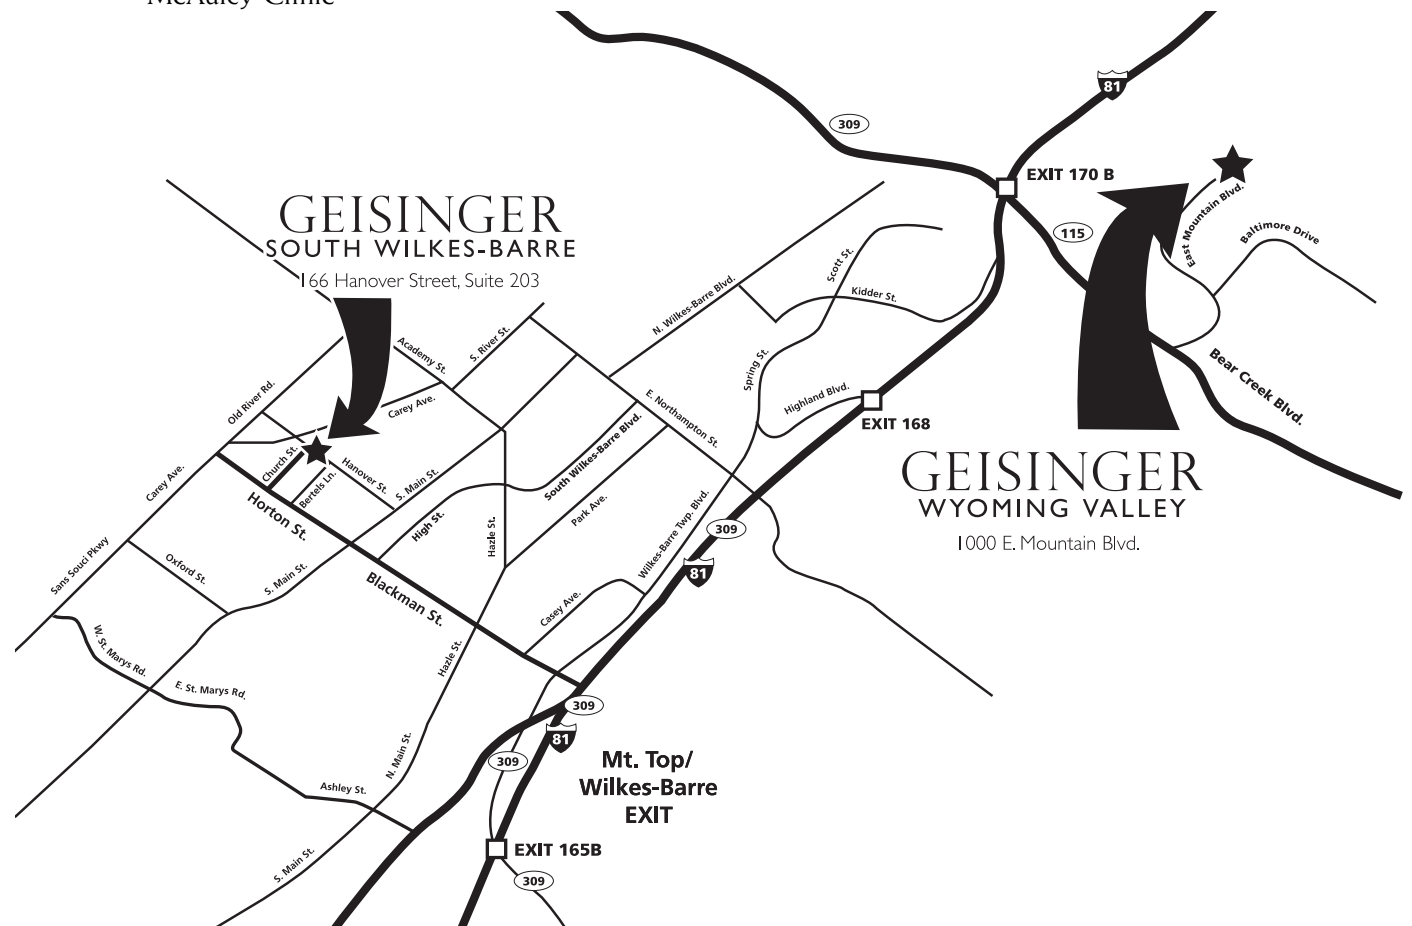 McAuley Clinic
81
309
EXIT 170 B
GEISINGER
SOUTH WILKES-BARRE
166 Hanover Street, Suite 203
East Mountain Blvd.
Baltimore Drive
115
Scott St.
Kidder St.
N. Wilkes-Barre Blvd.
S. River St.
Academy St.
Old River Rd.
Carey Ave.
Spring St.
Highland Blvd.
EXIT 168
Bear Creek Blvd.
E. Northampton St.
South Wilkes-Barre Blvd.
Church St.
Hanover St.
Bertels Ln.
S. Main St.
Carey Ave.
Horton St.
High St.
Hazle St.
Park Ave.
GEISINGER
WYOMING VALLEY
1000 E. Mountain Blvd.
Wilkes-Barre Twp. Blvd.
309
81
Sans Souci Pkwy
Oxford St.
S. Main St.
Blackman St.
Casey Ave.
W. St. Marys Rd.
E. St. Marys Rd.
Hazle St.
309
81
309
N. Main St.
Mt. Top/
Wilkes-Barre
EXIT
Ashley St.
EXIT 165B
S. Main St.
309